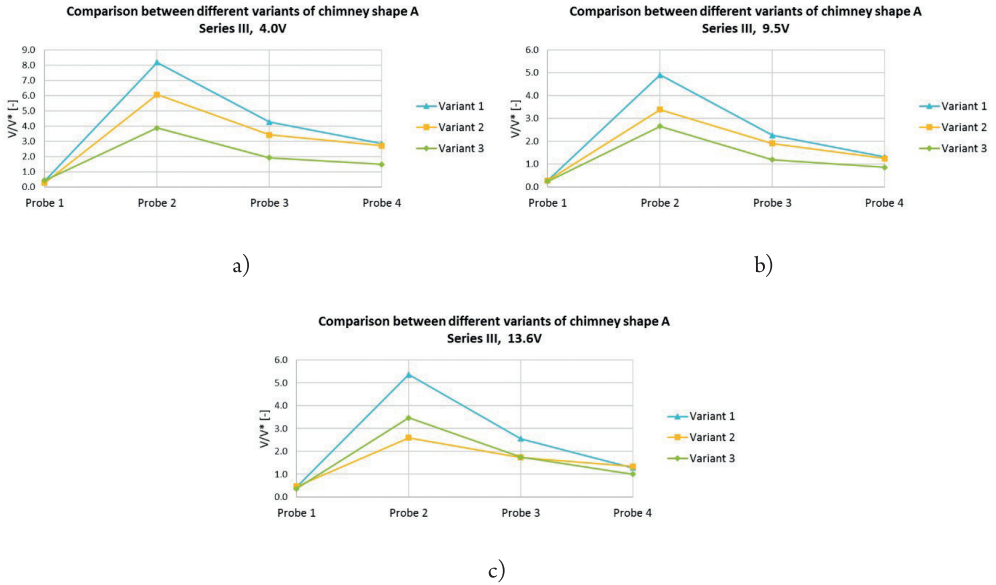 Comparison between different variants of chimney shape A
Series III, 4.0V
9.0
8.0
7.0
6.0
5.0
4.0
3.0
2.0
1.0
0.0
V/V* [-]
Probe 1 Probe 2 Probe 3 Probe 4
Variant 1
Variant 2
Variant 3
a)
Comparison between different variants of chimney shape A
Series III, 9.5V
6.0
5.0
4.0
3.0
2.0
1.0
0.0
V/V* [-]
Probe 1 Probe 2 Probe 3 Probe 4
Variant 1
Variant 2
Variant 3
b)
Comparison between different variants of chimney shape A
Series III, 13.6V
6.0
5.0
4.0
3.0
2.0
1.0
0.0
V/V* [-]
Probe 1 Probe 2 Probe 3 Probe 4
Variant 1
Variant 2
Variant 3
c)